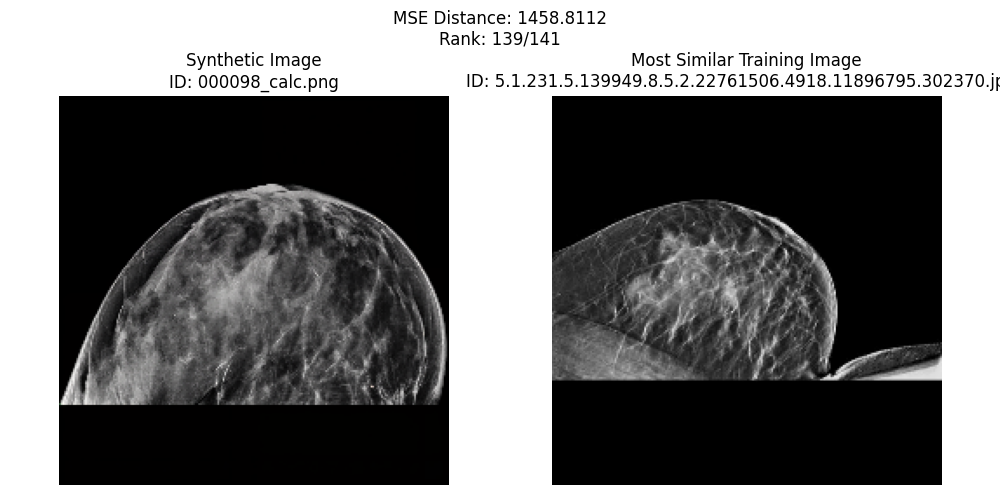 MSE Distance: 1458.8112
Rank: 139/141
Synthetic Image
ID: 000098_calc.png
Most Similar Training Image
ID: 5.1.231.5.139949.8.5.2.22761506.4918.11896795.302370.jp